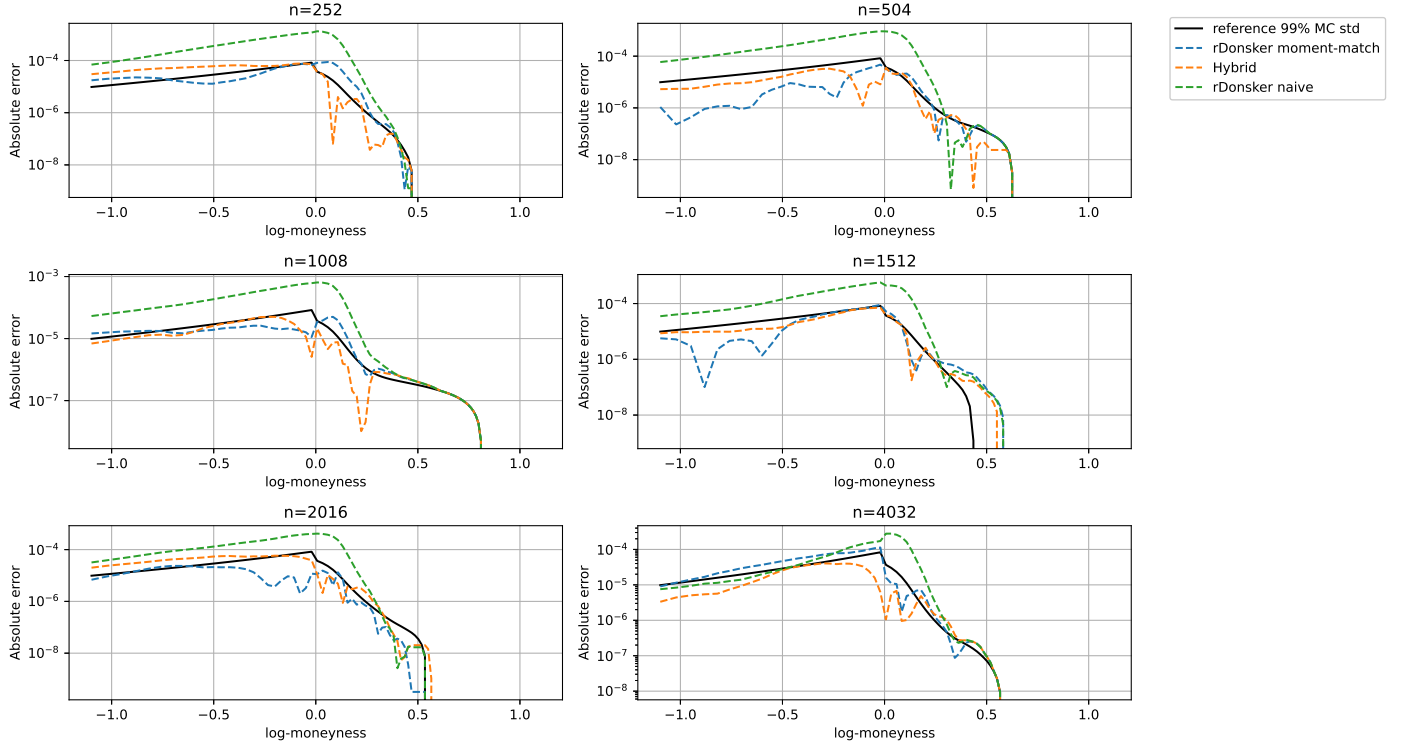 n=252
Absolute error
10⁻⁴
10⁻⁶
10⁻⁸
−1.0 −0.5 0.0 0.5 1.0
log-moneyness
n=504
Absolute error
10⁻⁴
10⁻⁶
10⁻⁸
−1.0 −0.5 0.0 0.5 1.0
log-moneyness
reference 99% MC std
rDonsker moment-match
Hybrid
rDonsker naive
n=1008
Absolute error
10⁻³
10⁻⁵
10⁻⁷
−1.0 −0.5 0.0 0.5 1.0
log-moneyness
n=1512
Absolute error
10⁻⁴
10⁻⁶
10⁻⁸
−1.0 −0.5 0.0 0.5 1.0
log-moneyness
n=2016
Absolute error
10⁻⁴
10⁻⁶
10⁻⁸
−1.0 −0.5 0.0 0.5 1.0
log-moneyness
n=4032
Absolute error
10⁻⁴
10⁻⁵
10⁻⁶
10⁻⁷
10⁻⁸
−1.0 −0.5 0.0 0.5 1.0
log-moneyness